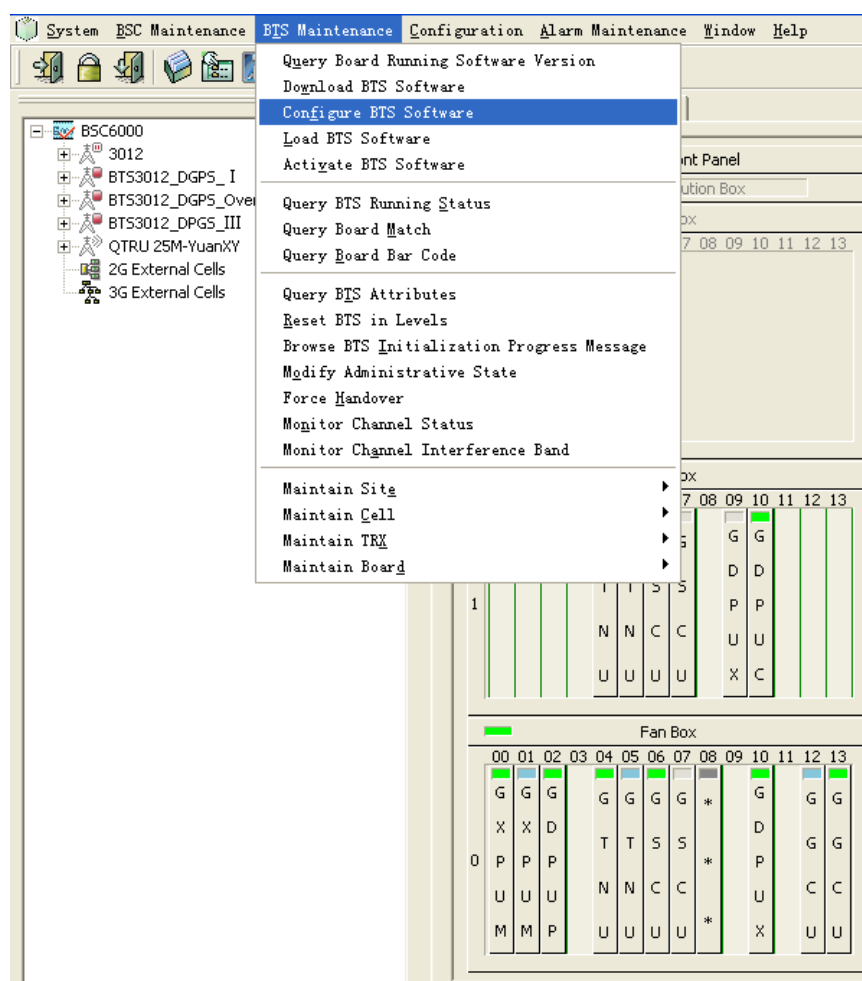 System BSC Maintenance BTS Maintenance Configuration Alarm Maintenance Window Help
Query Board Running Software Version
Download BTS Software
Configure BTS Software
Load BTS Software
Activate BTS Software
Query BTS Running Status
Query Board Match
Query Board Bar Code
Query BTS Attributes
Reset BTS in Levels
Browse BTS Initialization Progress Message
Modify Administrative State
Force Handover
Monitor Channel Status
Monitor Channel Interference Band
Maintain Site
Maintain Cell
Maintain TRX
Maintain Board
BSC6000
3012
BTS3012_DGPS_ I
BTS3012_DGPS_Over
BTS3012_DPGS_III
QTRU 25M-YuanXY
2G External Cells
3G External Cells
nt Panel
ution Box
ox
7 08 09 10 11 12 13
ox
7 08 09 10 11 12 13
G G
D D
T T S S P P
1
N N C C U U
U U U U X C
Fan Box
00 01 02 03 04 05 06 07 08 09 10 11 12 13
G G G G G G G * G G G
X X D T T S S * D G G
0 P P P * P
U U U N N C C U C C
M M P U U U U * X U U